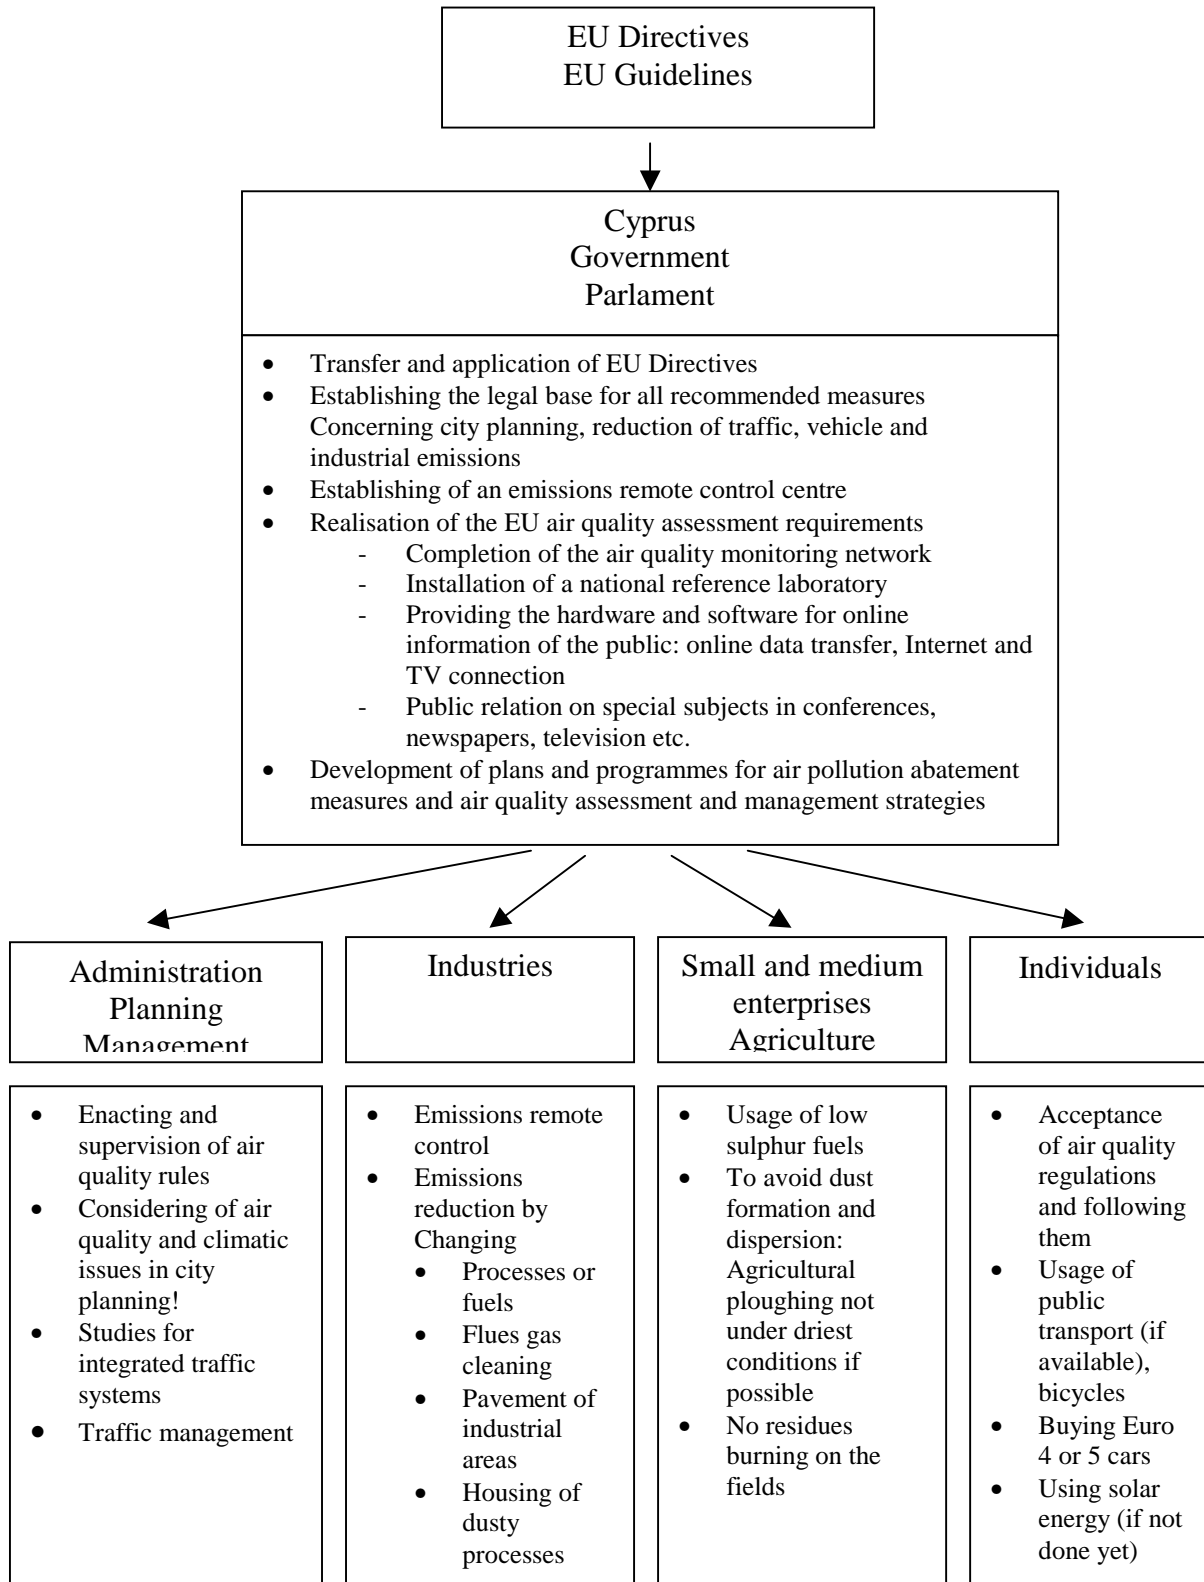 EU Directives
EU Guidelines
Cyprus
Government
Parlament
• Transfer and application of EU Directives
• Establishing the legal base for all recommended measures
Concerning city planning, reduction of traffic, vehicle and
industrial emissions
• Establishing of an emissions remote control centre
• Realisation of the EU air quality assessment requirements
- Completion of the air quality monitoring network
- Installation of a national reference laboratory
- Providing the hardware and software for online
information of the public: online data transfer, Internet and
TV connection
- Public relation on special subjects in conferences,
newspapers, television etc.
• Development of plans and programmes for air pollution abatement
measures and air quality assessment and management strategies
Administration
Planning
Management
• Enacting and
supervision of air
quality rules
• Considering of air
quality and climatic
issues in city
planning!
• Studies for
integrated traffic
systems
• Traffic management
Industries
• Emissions remote
control
• Emissions
reduction by
Changing
• Processes or
fuels
• Flues gas
cleaning
• Pavement of
industrial
areas
• Housing of
dusty
processes
Small and medium
enterprises
Agriculture
• Usage of low
sulphur fuels
• To avoid dust
formation and
dispersion:
Agricultural
ploughing not
under driest
conditions if
possible
• No residues
burning on the
fields
Individuals
• Acceptance
of air quality
regulations
and following
them
• Usage of
public
transport (if
available),
bicycles
• Buying Euro
4 or 5 cars
• Using solar
energy (if not
done yet)